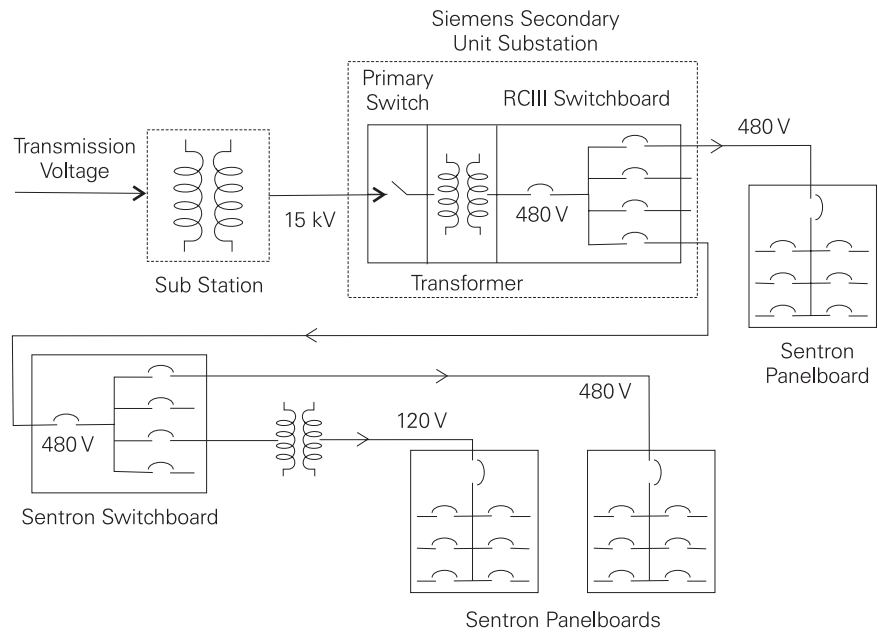 Siemens Secondary
Unit Substation
Primary
Switch
RCIII Switchboard
480 V
Transmission
Voltage
15 kV
480 V
Sub Station
Transformer
Sentron
Panelboard
480 V
120 V
480 V
Sentron Switchboard
Sentron Panelboards